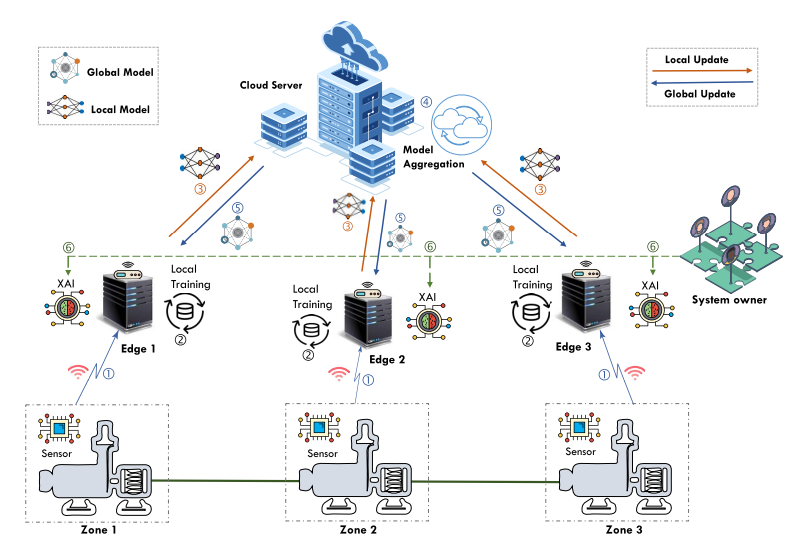 Global Model
Local Model
Cloud Server
④
Model
Aggregation
Local Update
Global Update
③
⑤
③
⑤
③
⑤
⑥
⑥
⑥
System owner
XAI
Local
Training
②
Edge 1
Local
Training
②
Edge 2
XAI
Local
Training
②
Edge 3
XAI
①
①
①
Sensor
Sensor
Sensor
Zone 1
Zone 2
Zone 3